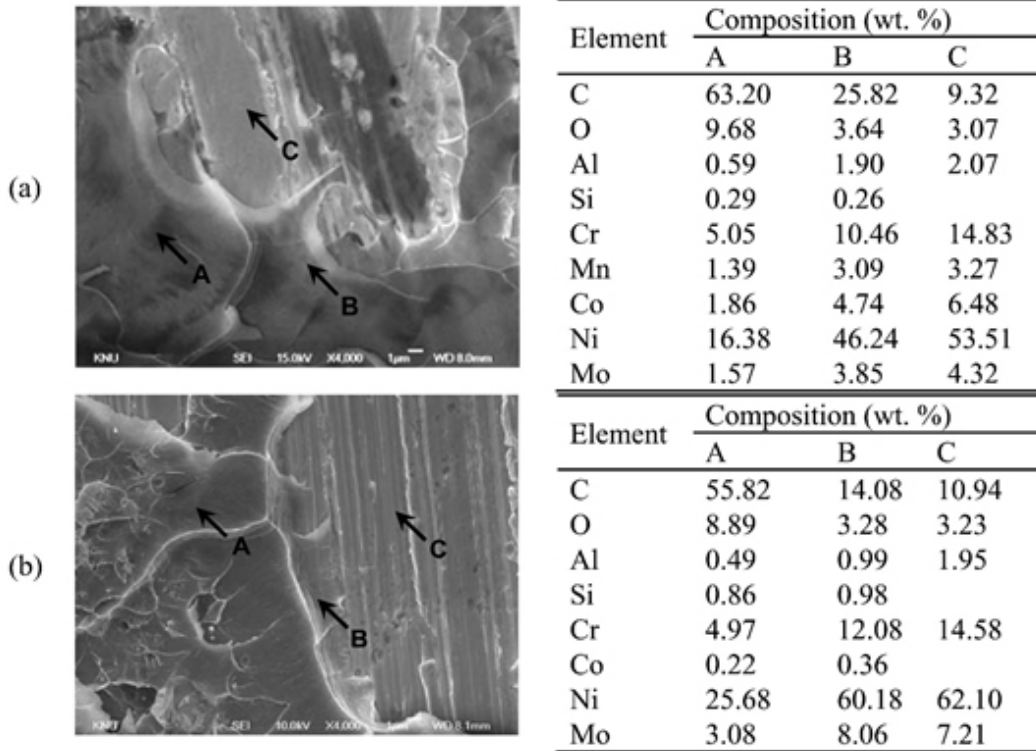 (a)
C
A
B
KNU SEI 15.0kV X4,000 1μm WD 8.0mm
Element Composition (wt. %)
A B C
C 63.20 25.82 9.32
O 9.68 3.64 3.07
Al 0.59 1.90 2.07
Si 0.29 0.26
Cr 5.05 10.46 14.83
Mn 1.39 3.09 3.27
Co 1.86 4.74 6.48
Ni 16.38 46.24 53.51
Mo 1.57 3.85 4.32
(b)
A
C
B
KNU SEI 10.0kV X4,000 1μm WD 8.1mm
Element Composition (wt. %)
A B C
C 55.82 14.08 10.94
O 8.89 3.28 3.23
Al 0.49 0.99 1.95
Si 0.86 0.98
Cr 4.97 12.08 14.58
Co 0.22 0.36
Ni 25.68 60.18 62.10
Mo 3.08 8.06 7.21